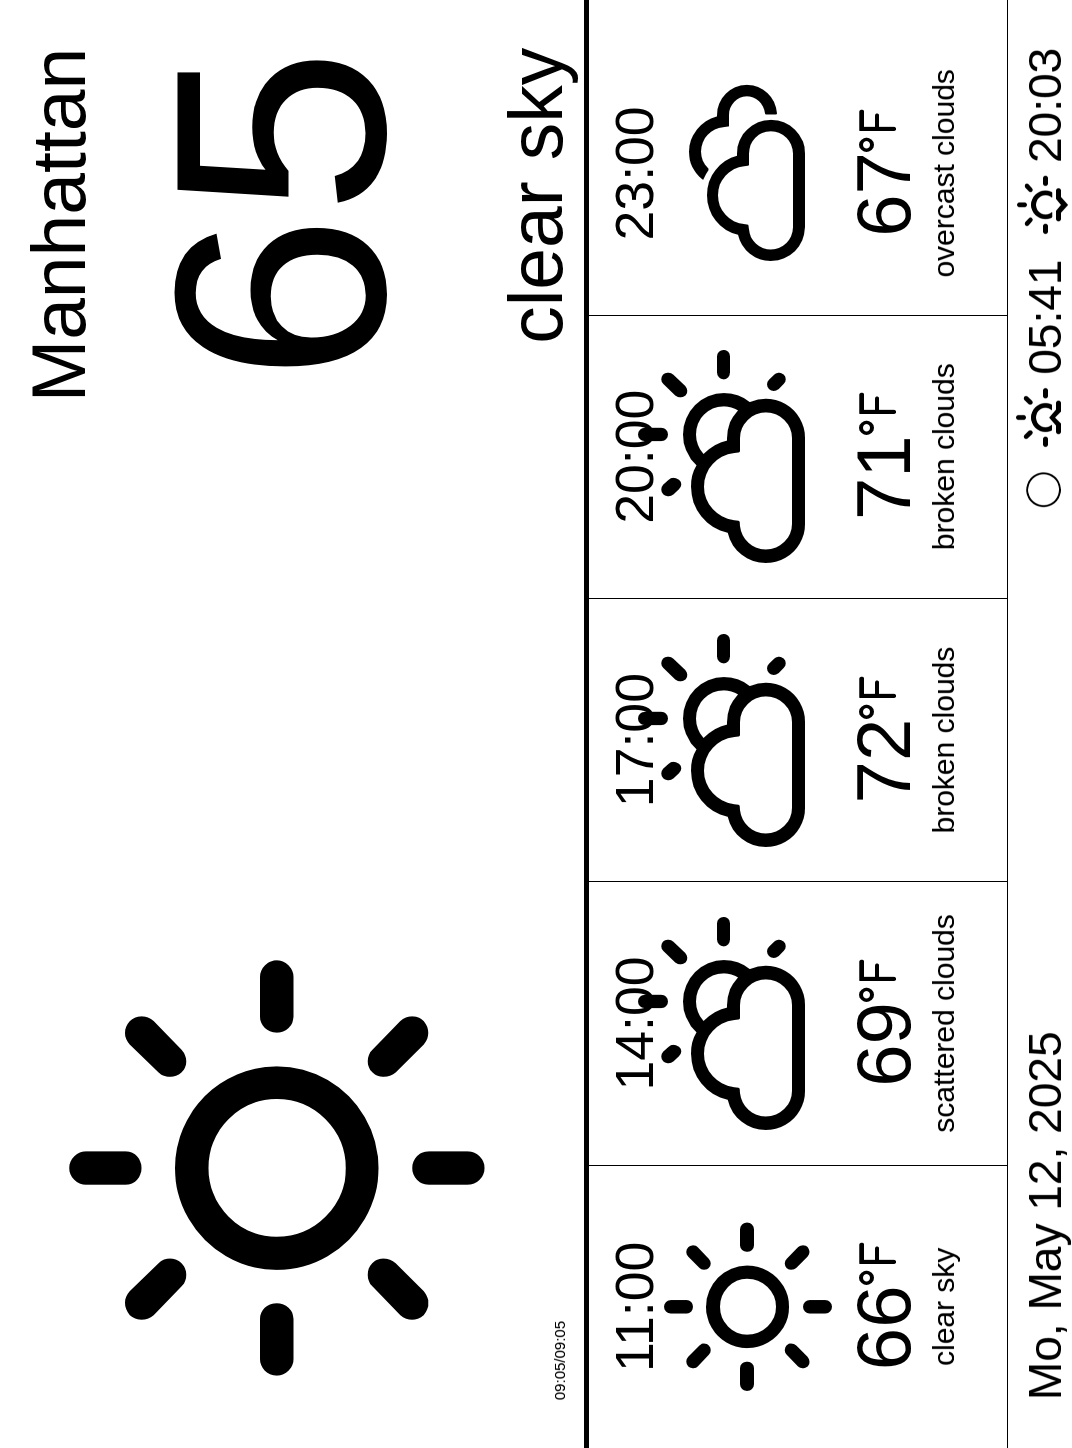 Manhattan
65
clear sky
09:05/09:05
11:00
66°F
clear sky
14:00
69°F
scattered clouds
17:00
72°F
broken clouds
20:00
71°F
broken clouds
23:00
67°F
overcast clouds
Mo, May 12, 2025
05:41 20:03